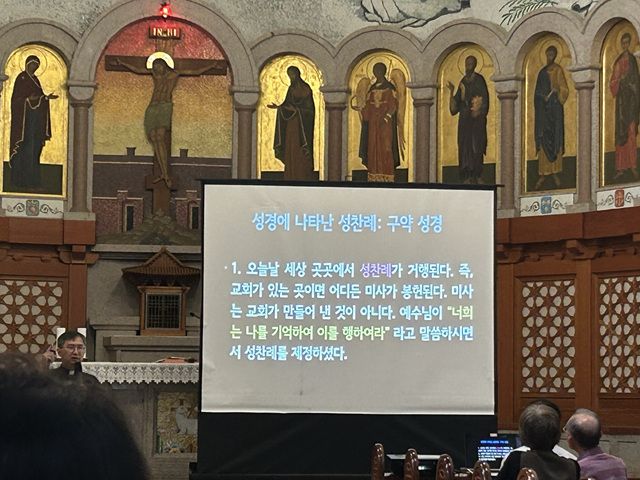 INRI
성경에 나타난 성찬례: 구약 성경
1. 오늘날 세상 곳곳에서 성찬례가 거행된다. 즉,
교회가 있는 곳이면 어디든 미사가 봉헌된다. 미사
는 교회가 만들어 낸 것이 아니다. 예수님이 "너희
는 나를 기억하여 이를 행하여라" 라고 말씀하시면
서 성찬례를 제정하셨다.